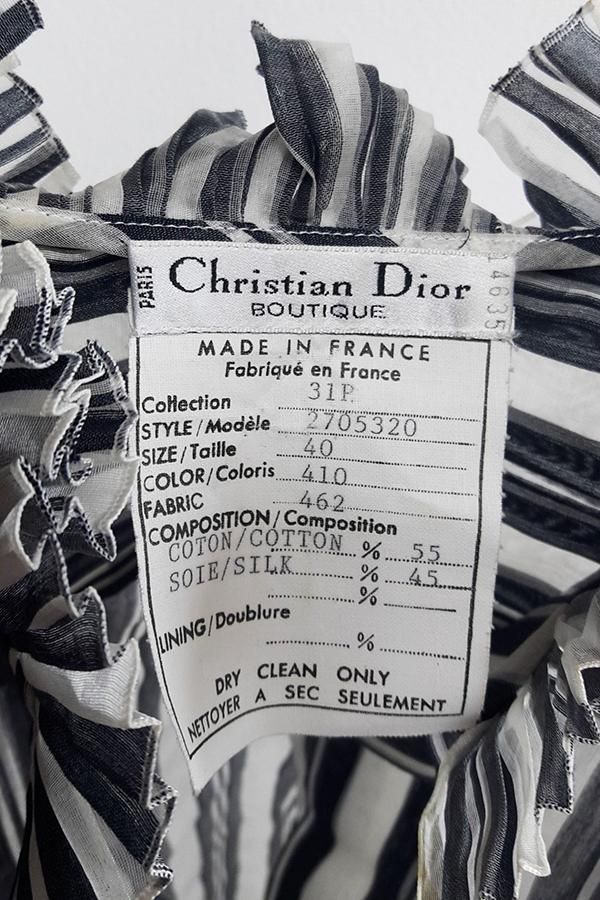 PARIS
Christian Dior
BOUTIQUE
14635
MADE IN FRANCE
Fabriqué en France
Collection 31P
STYLE/Modèle 2705320
SIZE/Taille 40
COLOR/Coloris 410
FABRIC 462
COMPOSITION/Composition
COTON/COTTON % 55
SOIE/SILK % 45
%
LINING/Doublure
%
DRY CLEAN ONLY
NETTOYER A SEC SEULEMENT